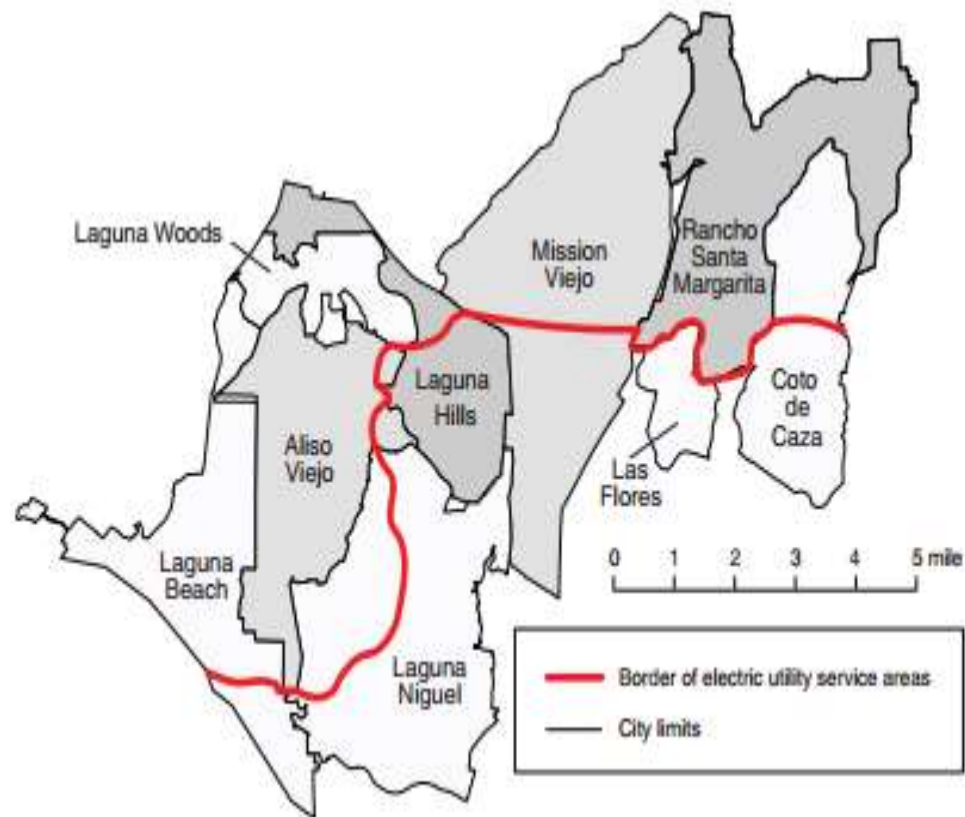 Laguna Woods
Mission
Viejo
Rancho
Santa
Margarita
Laguna
Hills
Coto
de
Caza
Aliso
Viejo
Las
Flores
Laguna
Beach
0 1 2 3 4 5 mile
Laguna
Niguel
Border of electric utility service areas
City limits